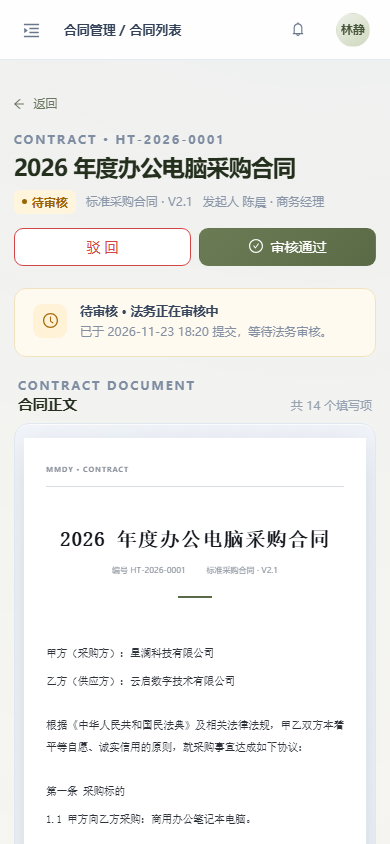 合同管理 / 合同列表
林静
返回
CONTRACT • HT-2026-0001
2026 年度办公电脑采购合同
待审核 标准采购合同 · V2.1 发起人 陈晨 · 商务经理
驳 回
审核通过
待审核 • 法务正在审核中
已于 2026-11-23 18:20 提交，等待法务审核。
CONTRACT DOCUMENT
合同正文
共 14 个填写项
MMDY • CONTRACT
2026 年度办公电脑采购合同
编号 HT-2026-0001 标准采购合同 · V2.1
甲方（采购方）：星澜科技有限公司
乙方（供应方）：云启数字技术有限公司
根据《中华人民共和国民法典》及相关法律法规，甲乙双方本着
平等自愿、诚实信用的原则，就采购事宜达成如下协议：
第一条 采购标的
1.1 甲方向乙方采购：商用办公笔记本电脑。